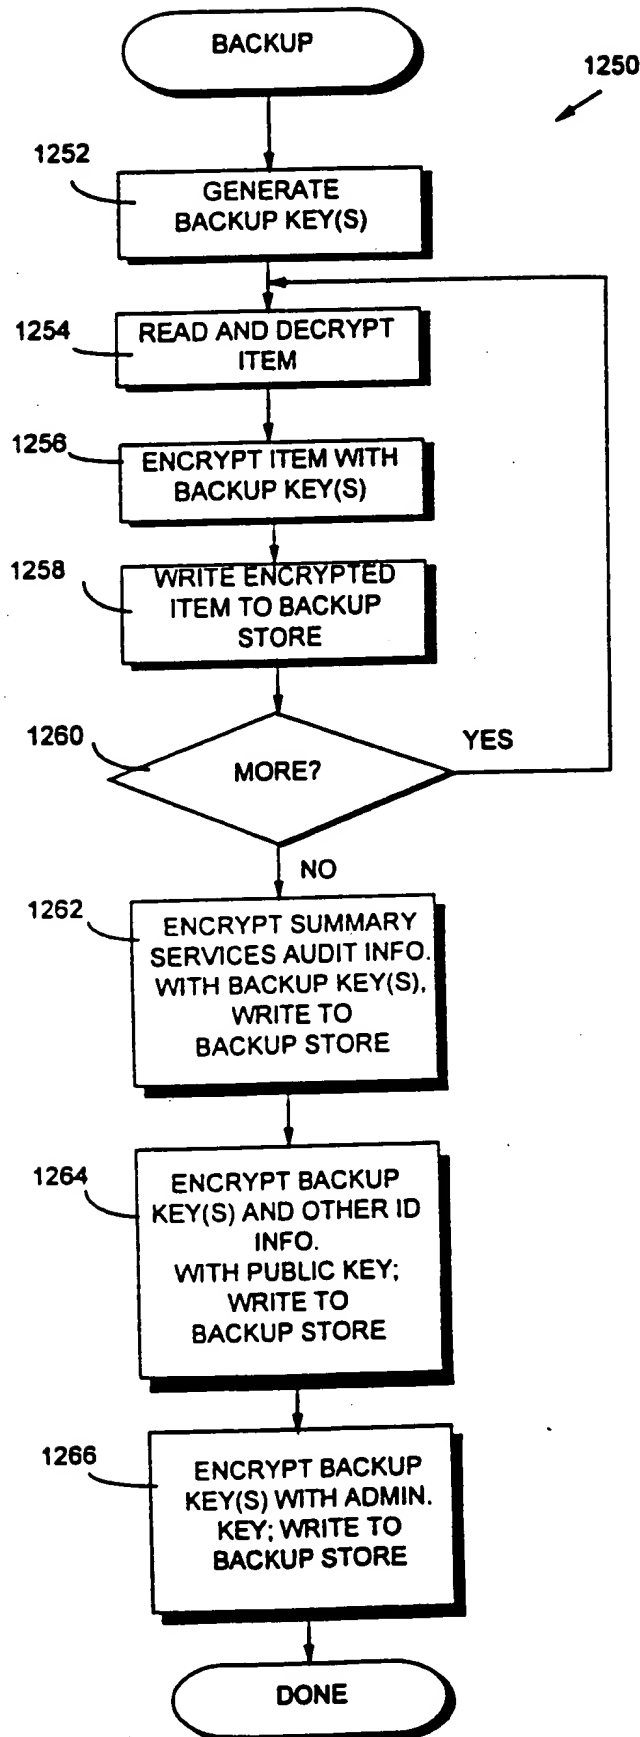 BACKUP
1250
1252
GENERATE
BACKUP KEY(S)
1254
READ AND DECRYPT
ITEM
1256
ENCRYPT ITEM WITH
BACKUP KEY(S)
1258
WRITE ENCRYPTED
ITEM TO BACKUP
STORE
1260
MORE?
YES
NO
1262
ENCRYPT SUMMARY
SERVICES AUDIT INFO.
WITH BACKUP KEY(S),
WRITE TO
BACKUP STORE
1264
ENCRYPT BACKUP
KEY(S) AND OTHER ID
INFO.
WITH PUBLIC KEY;
WRITE TO
BACKUP STORE
1266
ENCRYPT BACKUP
KEY(S) WITH ADMIN.
KEY; WRITE TO
BACKUP STORE
DONE